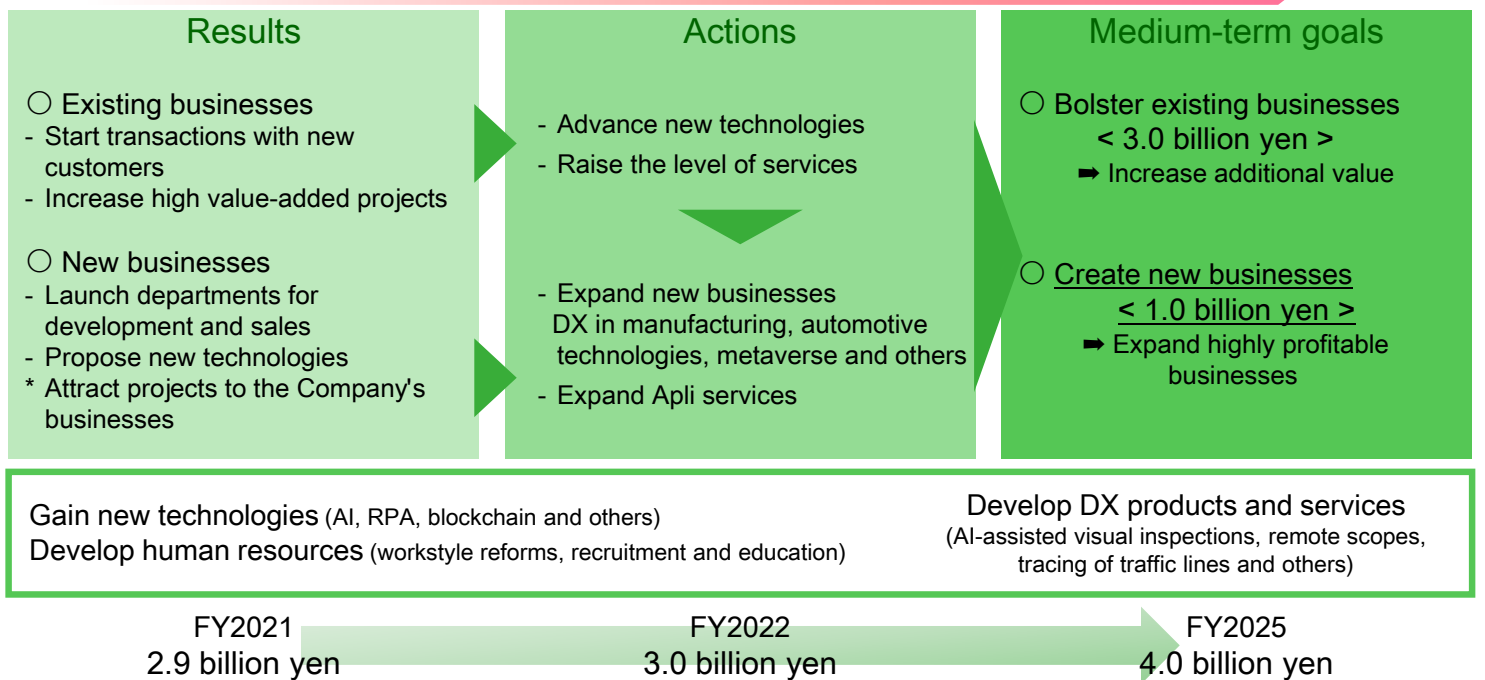 Results
○ Existing businesses
- Start transactions with new
customers
- Increase high value-added projects
○ New businesses
- Launch departments for
development and sales
- Propose new technologies
* Attract projects to the Company's
businesses
Actions
- Advance new technologies
- Raise the level of services
- Expand new businesses
DX in manufacturing, automotive
technologies, metaverse and others
- Expand Apli services
Medium-term goals
○ Bolster existing businesses
< 3.0 billion yen >
➡ Increase additional value
○ Create new businesses
< 1.0 billion yen >
➡ Expand highly profitable
businesses
Gain new technologies (AI, RPA, blockchain and others)
Develop human resources (workstyle reforms, recruitment and education)
Develop DX products and services
(AI-assisted visual inspections, remote scopes,
tracing of traffic lines and others)
FY2021
2.9 billion yen
FY2022
3.0 billion yen
FY2025
4.0 billion yen